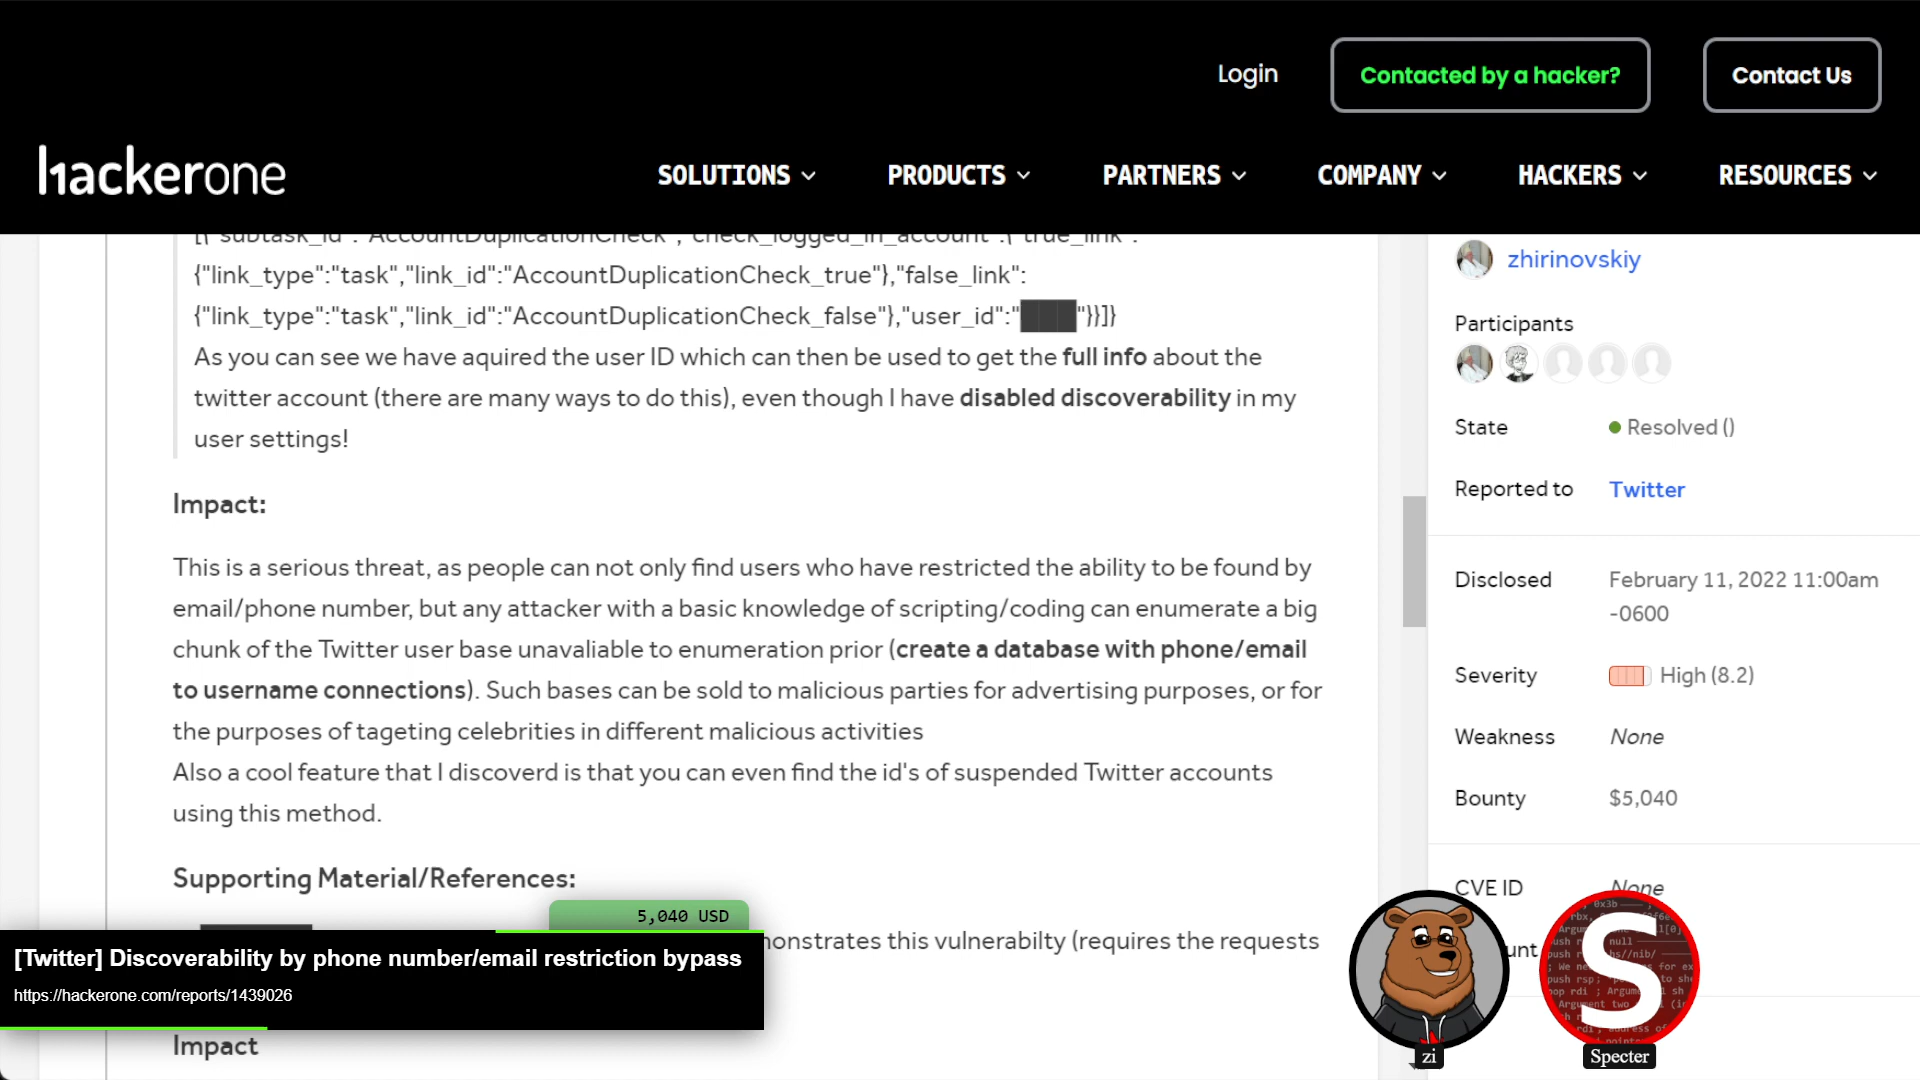 Login
Contacted by a hacker?
Contact Us
hackerone
SOLUTIONS
PRODUCTS
PARTNERS
COMPANY
HACKERS
RESOURCES
[{"subtask_id":"AccountDuplicationCheck","check_logged_in_account":{"true_link":
{"link_type":"task","link_id":"AccountDuplicationCheck_true"},"false_link":
{"link_type":"task","link_id":"AccountDuplicationCheck_false"},"user_id":"███"}}]}
As you can see we have aquired the user ID which can then be used to get the full info about the
twitter account (there are many ways to do this), even though I have disabled discoverability in my
user settings!
Impact:
This is a serious threat, as people can not only find users who have restricted the ability to be found by
email/phone number, but any attacker with a basic knowledge of scripting/coding can enumerate a big
chunk of the Twitter user base unavaliable to enumeration prior (create a database with phone/email
to username connections). Such bases can be sold to malicious parties for advertising purposes, or for
the purposes of tageting celebrities in different malicious activities
Also a cool feature that I discoverd is that you can even find the id's of suspended Twitter accounts
using this method.
Supporting Material/References:
this vulnerabilty (requires the requests
Impact
zhirinovskiy
Participants
State
Resolved ()
Reported to
Twitter
Disclosed
February 11, 2022 11:00am
-0600
Severity
High (8.2)
Weakness
None
Bounty
$5,040
CVE ID
None
5,040 USD
[Twitter] Discoverability by phone number/email restriction bypass
https://hackerone.com/reports/1439026
zi
S
Specter